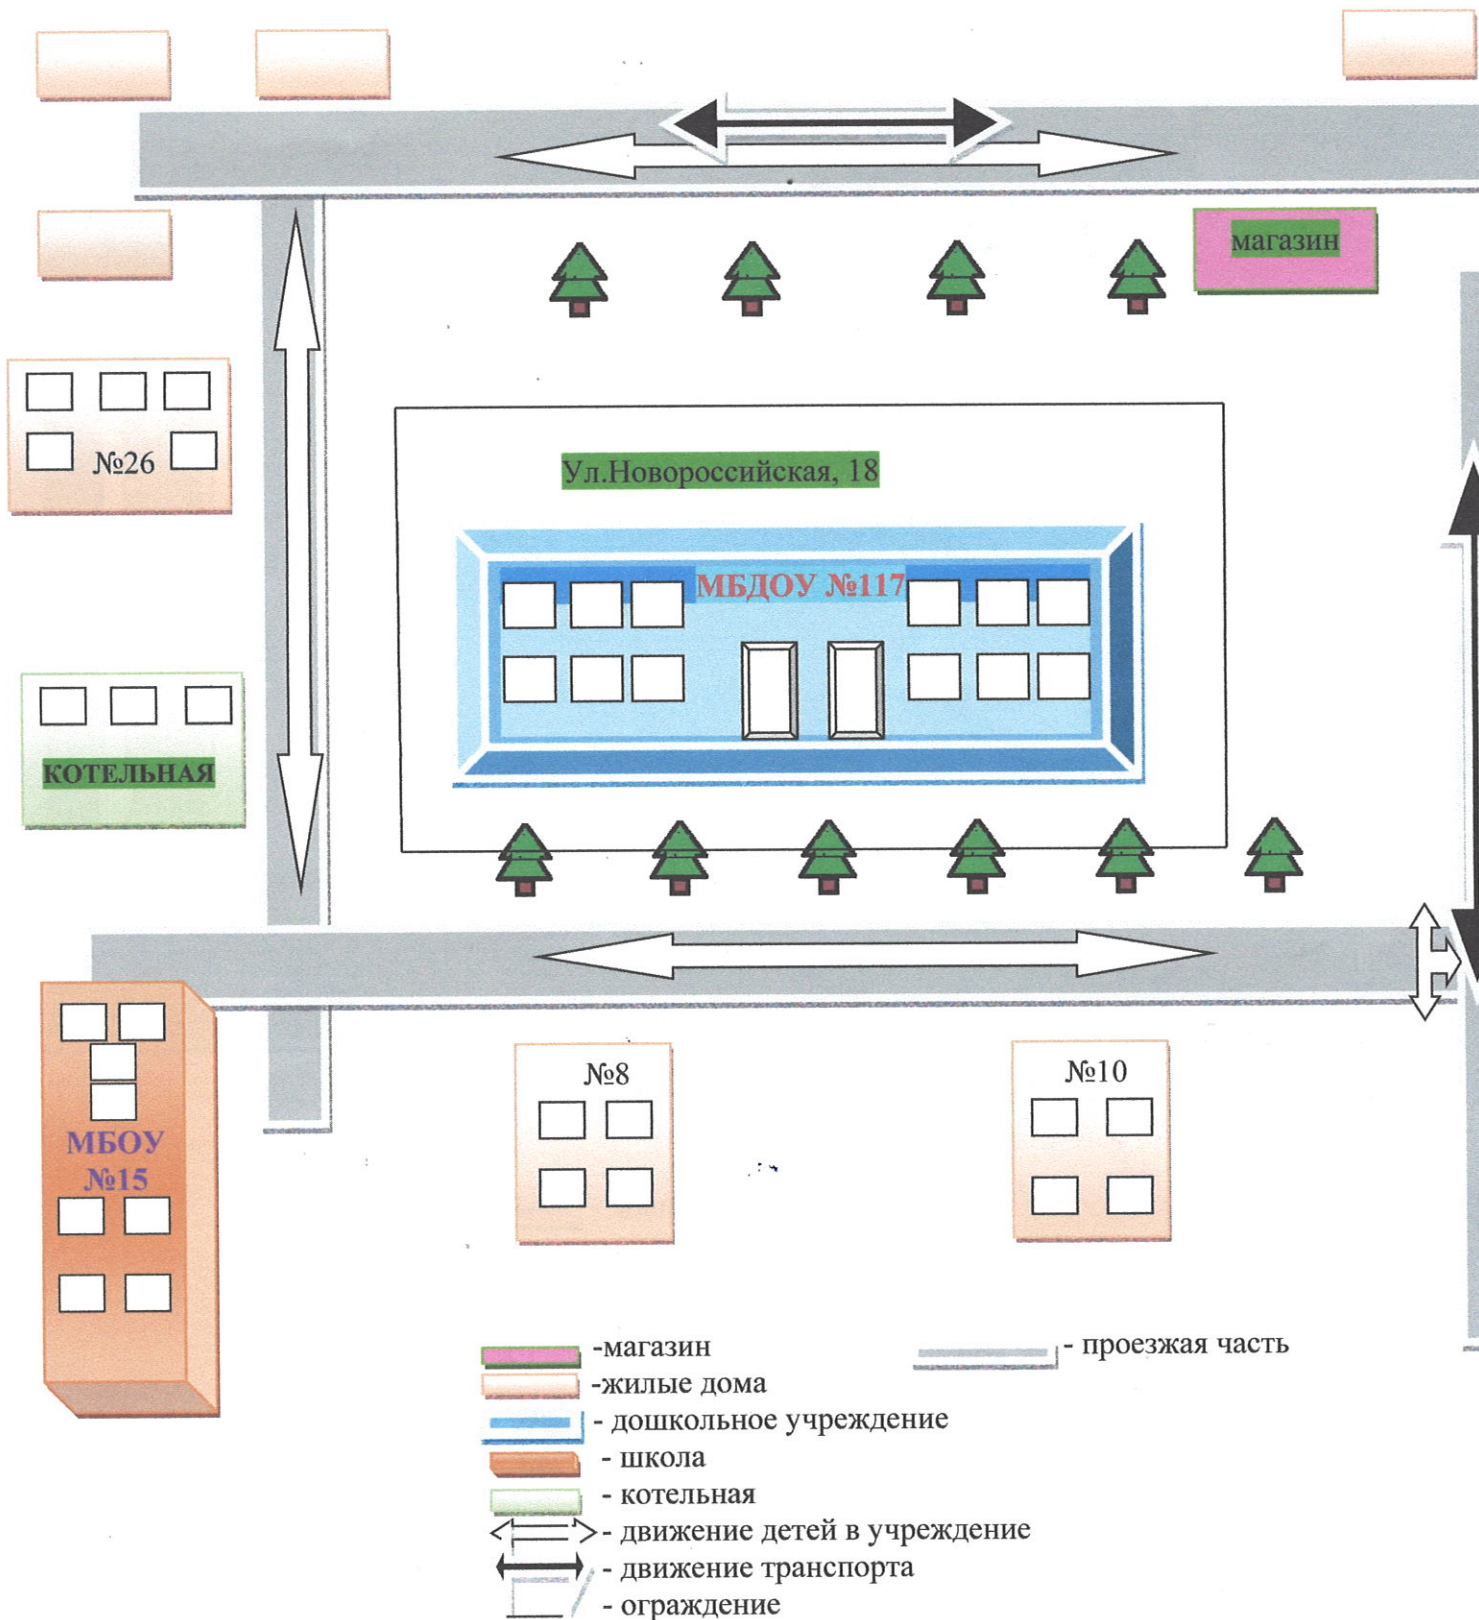 магазин
№26
Ул.Новороссийская, 18
МБДОУ №117
КОТЕЛЬНАЯ
№8
№10
МБОУ
№15
-магазин
- проезжая часть
-жилые дома
- дошкольное учреждение
- школа
- котельная
- движение детей в учреждение
- движение транспорта
- ограждение